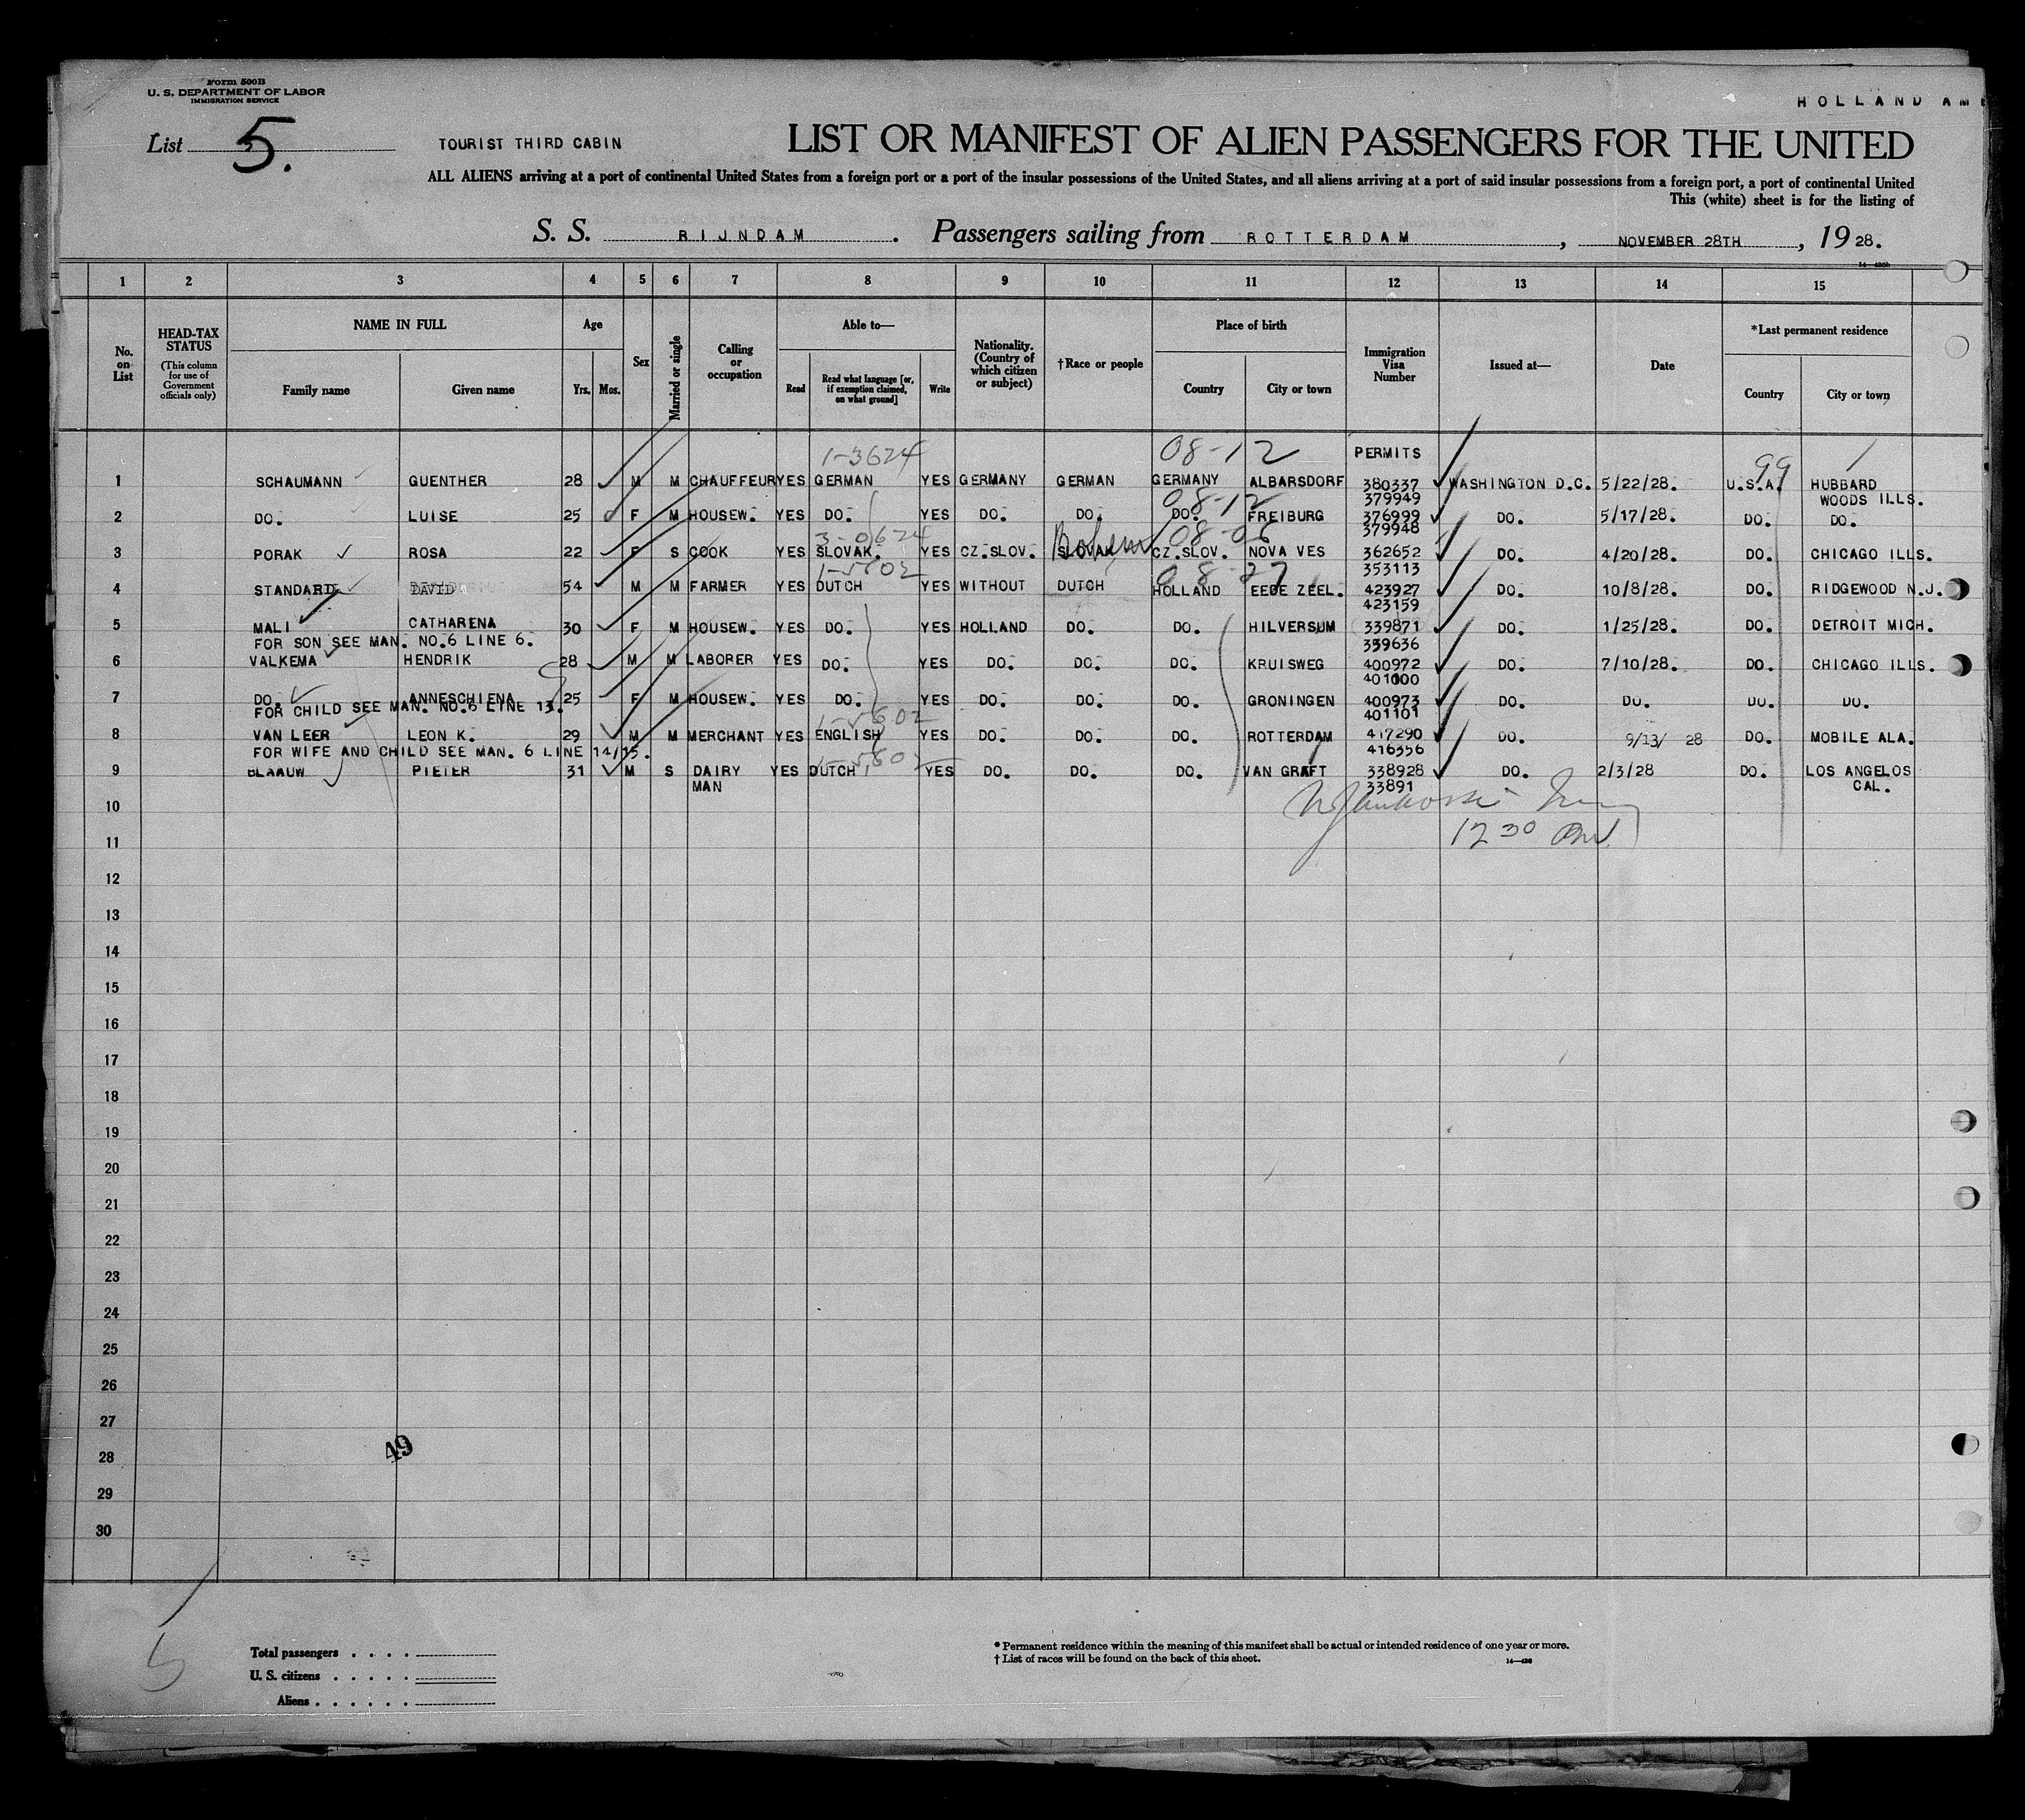 Form 500B
U. S. DEPARTMENT OF LABOR
IMMIGRATION SERVICE
HOLLAND AME
List 5.
TOURIST THIRD CABIN
LIST OR MANIFEST OF ALIEN PASSENGERS FOR THE UNITED
ALL ALIENS arriving at a port of continental United States from a foreign port or a port of the insular possessions of the United States, and all aliens arriving at a port of said insular possessions from a foreign port, a port of continental United
This (white) sheet is for the listing of
S. S. RIJNDAM. Passengers sailing from ROTTERDAM, NOVEMBER 28TH, 1928.
1 2 3 4 5 6 7 8 9 10 11 12 13 14 15
No. on List
HEAD-TAX STATUS (This column for use of Government officials only)
NAME IN FULL
Family name Given name
Age
Yrs. Mos.
Sex
Married or single
Calling or occupation
Able to—
Read Read what language [or, if exemption claimed, on what ground] Write
Nationality. (Country of which citizen or subject)
†Race or people
Place of birth
Country City or town
Immigration Visa Number
Issued at—
Date
*Last permanent residence
Country City or town
1-3624 08-12 PERMITS 99
1 SCHAUMANN GUENTHER 28 M M CHAUFFEUR YES GERMAN YES GERMANY GERMAN GERMANY ALBARSDORF 380337 WASHINGTON D.C. 5/22/28. U.S.A. HUBBARD
379949 WOODS ILLS.
08-12
2 DO. LUISE 25 F M HOUSEW. YES DO. YES DO. DO. DO. FREIBURG 376999 DO. 5/17/28. DO. DO.
379948
3-0624 Bohem 08-06
3 PORAK ROSA 22 F S COOK YES SLOVAK. YES CZ.SLOV. SLOVAK CZ.SLOV. NOVA VES 362652 DO. 4/20/28. DO. CHICAGO ILLS.
353113
1-5602 08-27
4 STANDARD DAVID 54 M M FARMER YES DUTCH YES WITHOUT DUTCH HOLLAND EEDE ZEEL. 423927 DO. 10/8/28. DO. RIDGEWOOD N.J.
423159
5 MALI CATHARENA 30 F M HOUSEW. YES DO. YES HOLLAND DO. DO. HILVERSUM 339871 DO. 1/25/28. DO. DETROIT MICH.
FOR SON SEE MAN. NO.6 LINE 6. 339636
6 VALKEMA HENDRIK 28 M M LABORER YES DO. YES DO. DO. DO. KRUISWEG 400972 DO. 7/10/28. DO. CHICAGO ILLS.
401100
7 DO. ANNESCHIENA 25 F M HOUSEW. YES DO. YES DO. DO. DO. GRONINGEN 400973 DO. DO. DO. DO.
FOR CHILD SEE MAN. NO.6 LINE 13. 401101
1-5602
8 VAN LEER LEON K. 29 M M MERCHANT YES ENGLISH YES DO. DO. DO. ROTTERDAM 417290 DO. 9/13/28 DO. MOBILE ALA.
FOR WIFE AND CHILD SEE MAN. 6 LINE 14/15. 416356
1-5602
9 BLAAUW PIETER 31 M S DAIRY YES DUTCH YES DO. DO. DO. VAN GRAFT 338928 DO. 2/3/28 DO. LOS ANGELOS
MAN 33891 CAL.
10
12 30 PM
11
12
13
14
15
16
17
18
19
20
21
22
23
24
25
26
27
49
28
29
30
5
Total passengers
U. S. citizens
Aliens
* Permanent residence within the meaning of this manifest shall be actual or intended residence of one year or more.
† List of races will be found on the back of this sheet.